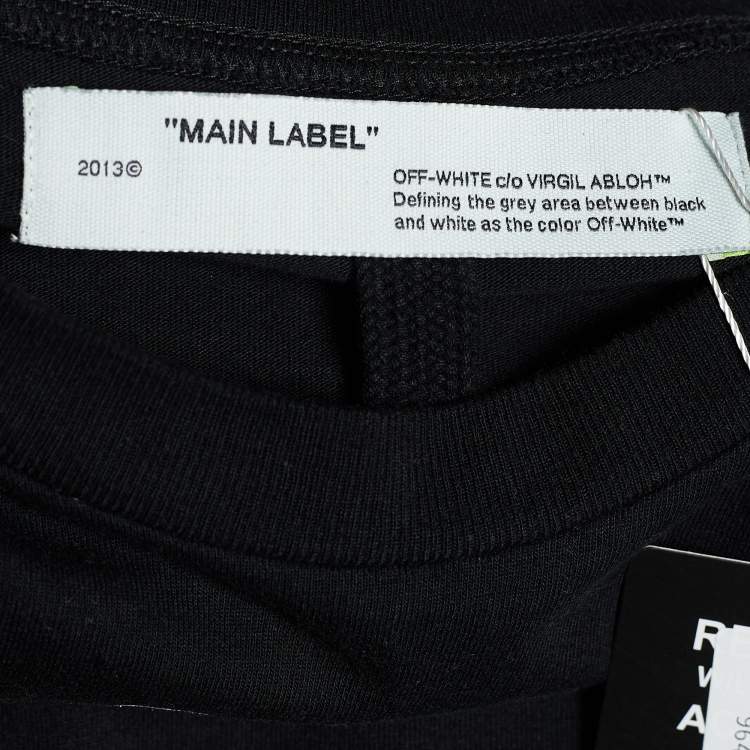 "MAIN LABEL"
2013©
OFF-WHITE c/o VIRGIL ABLOH™
Defining the grey area between black
and white as the color Off-White™